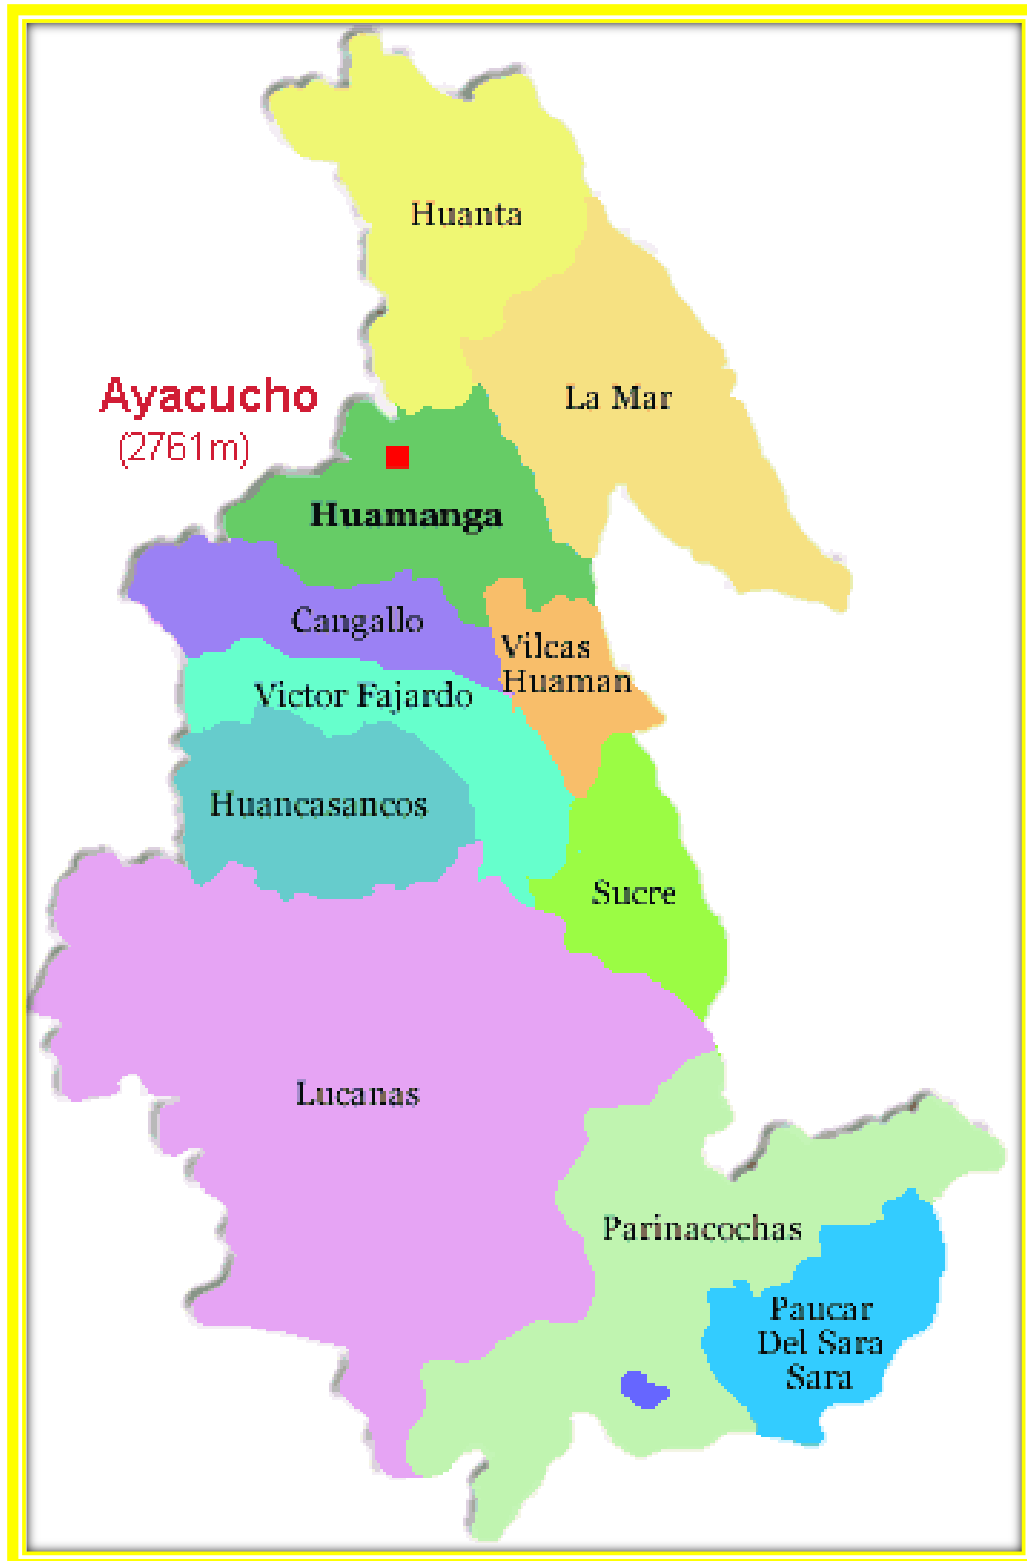 Huanta
Ayacucho
(2761m)
La Mar
Huamanga
Cangallo
Vilcas
Huaman
Victor Fajardo
Huancasancos
Sucre
Lucanas
Parinacochas
Paucar
Del Sara
Sara